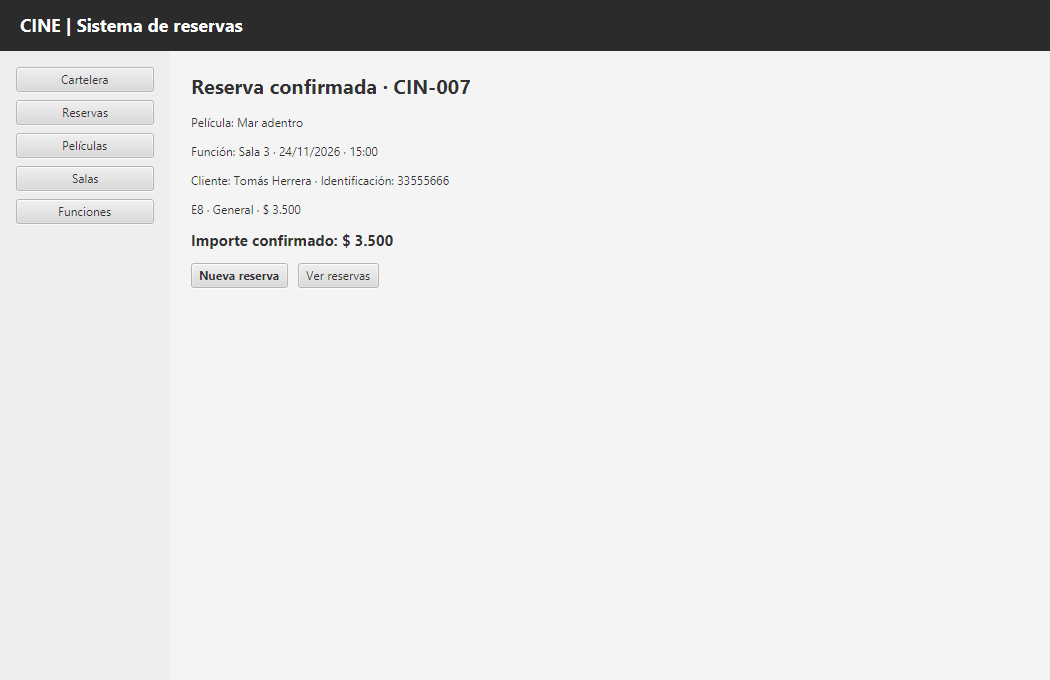 CINE | Sistema de reservas
Cartelera
Reservas
Películas
Salas
Funciones
Reserva confirmada · CIN-007
Película: Mar adentro
Función: Sala 3 · 24/11/2026 · 15:00
Cliente: Tomás Herrera · Identificación: 33555666
E8 · General · $ 3.500
Importe confirmado: $ 3.500
Nueva reserva
Ver reservas